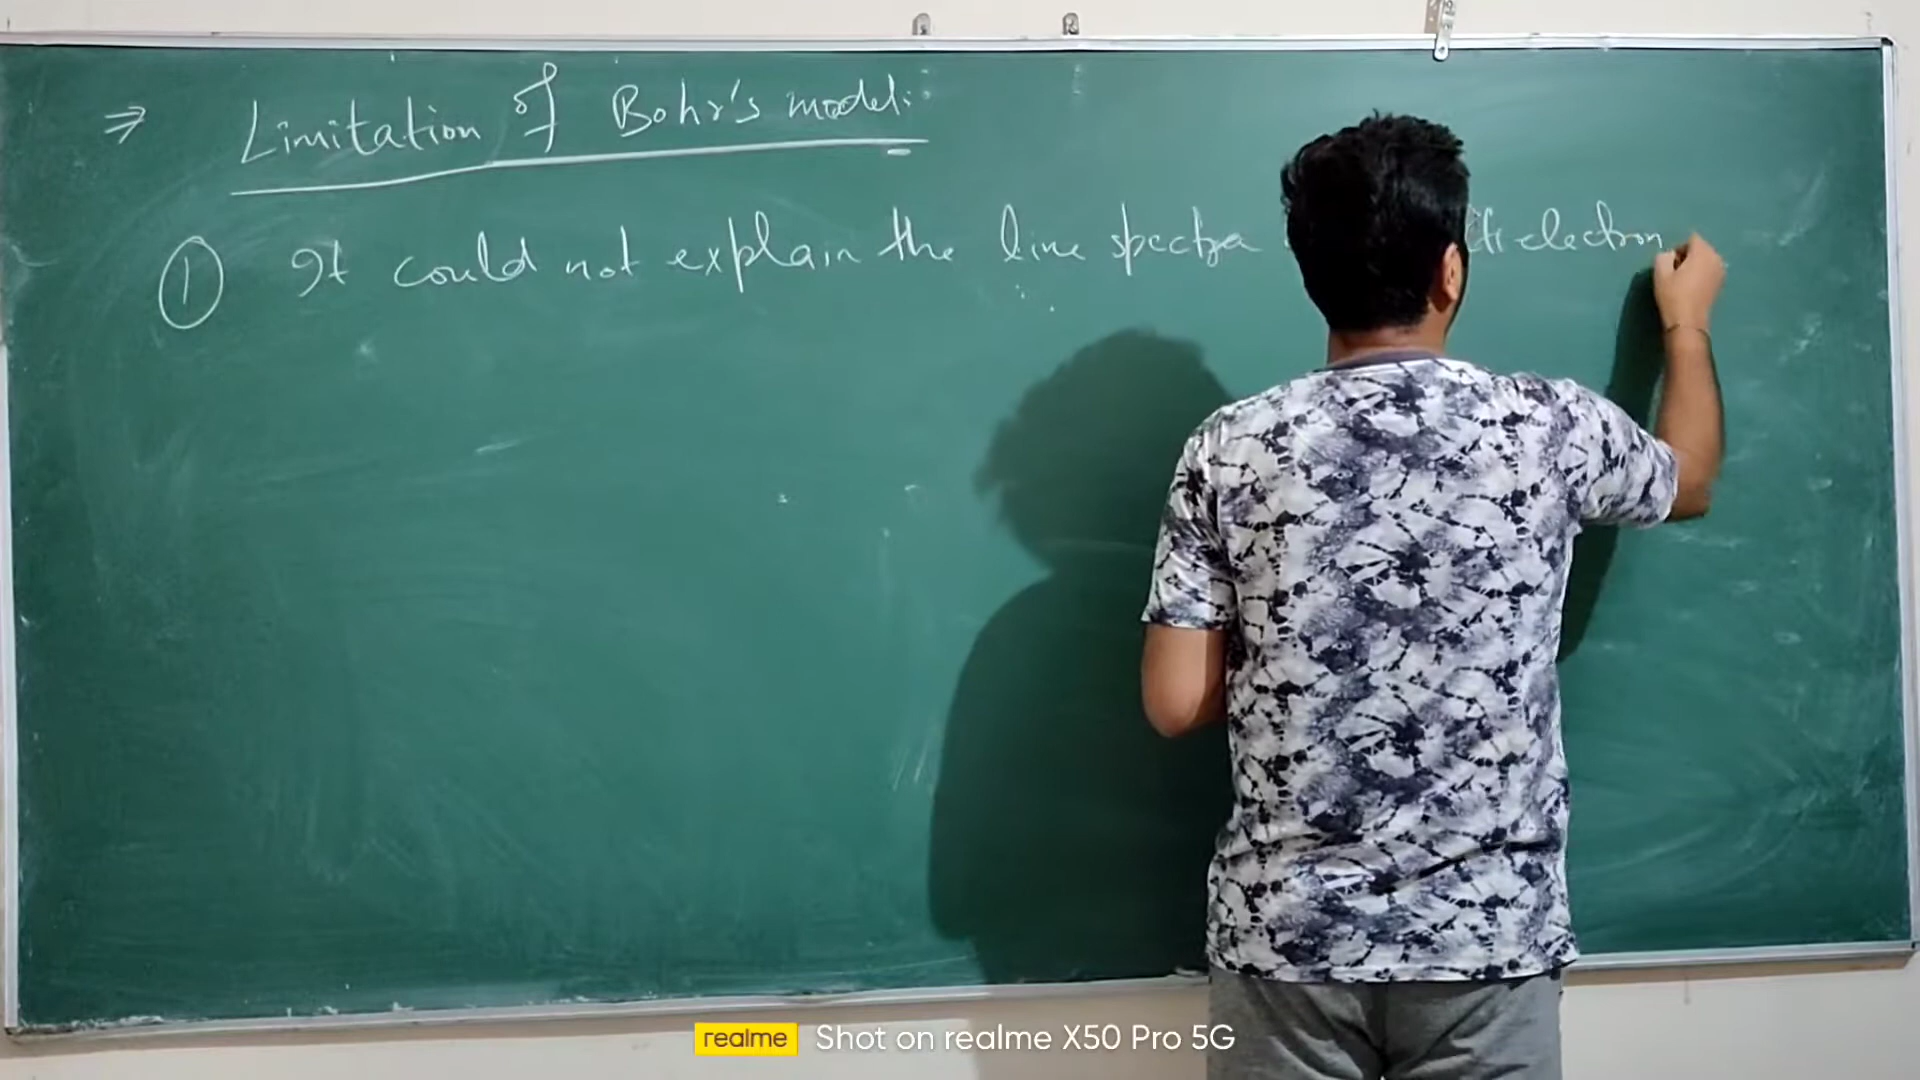 ⇒ Limitation of Bohr's model:
① It could not explain the line spectra electron
realme Shot on realme X50 Pro 5G